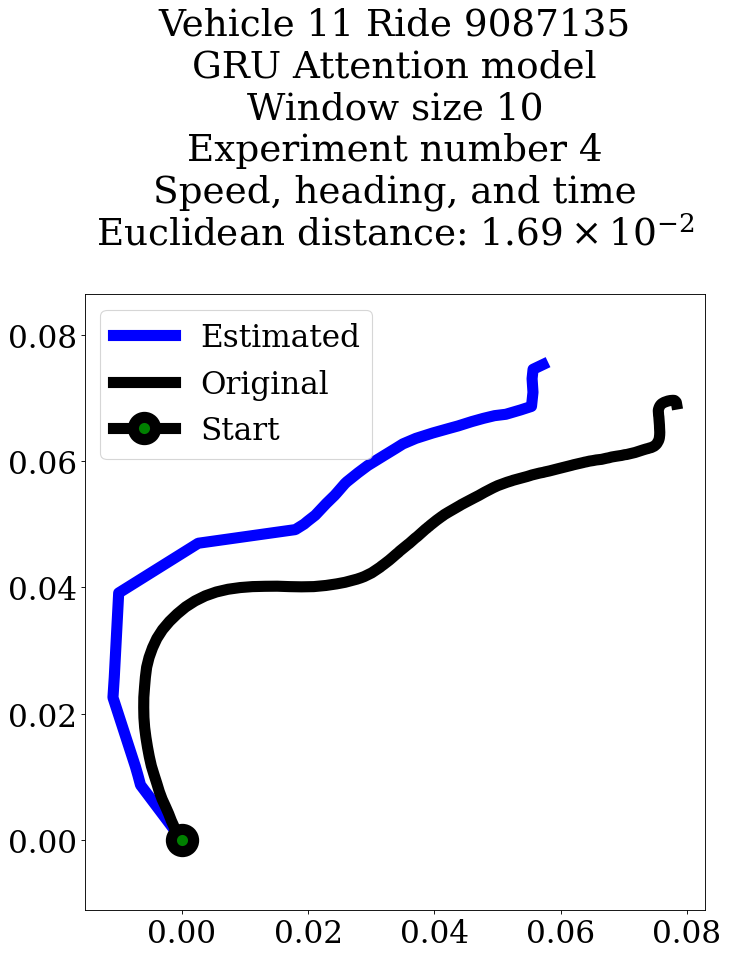 Vehicle 11 Ride 9087135
GRU Attention model
Window size 10
Experiment number 4
Speed, heading, and time
Euclidean distance: 1.69 × 10⁻²
Estimated
Original
Start
0.08
0.06
0.04
0.02
0.00
0.00 0.02 0.04 0.06 0.08